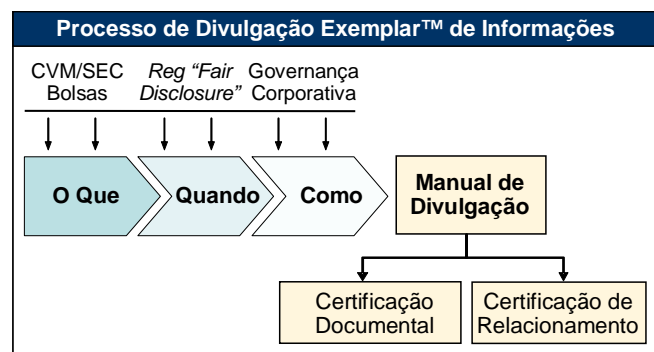 Processo de Divulgação Exemplar™ de Informações
CVM/SEC
Bolsas
Reg “Fair
Disclosure”
Governança
Corporativa
O Que
Quando
Como
Manual de
Divulgação
Certificação
Documental
Certificação de
Relacionamento